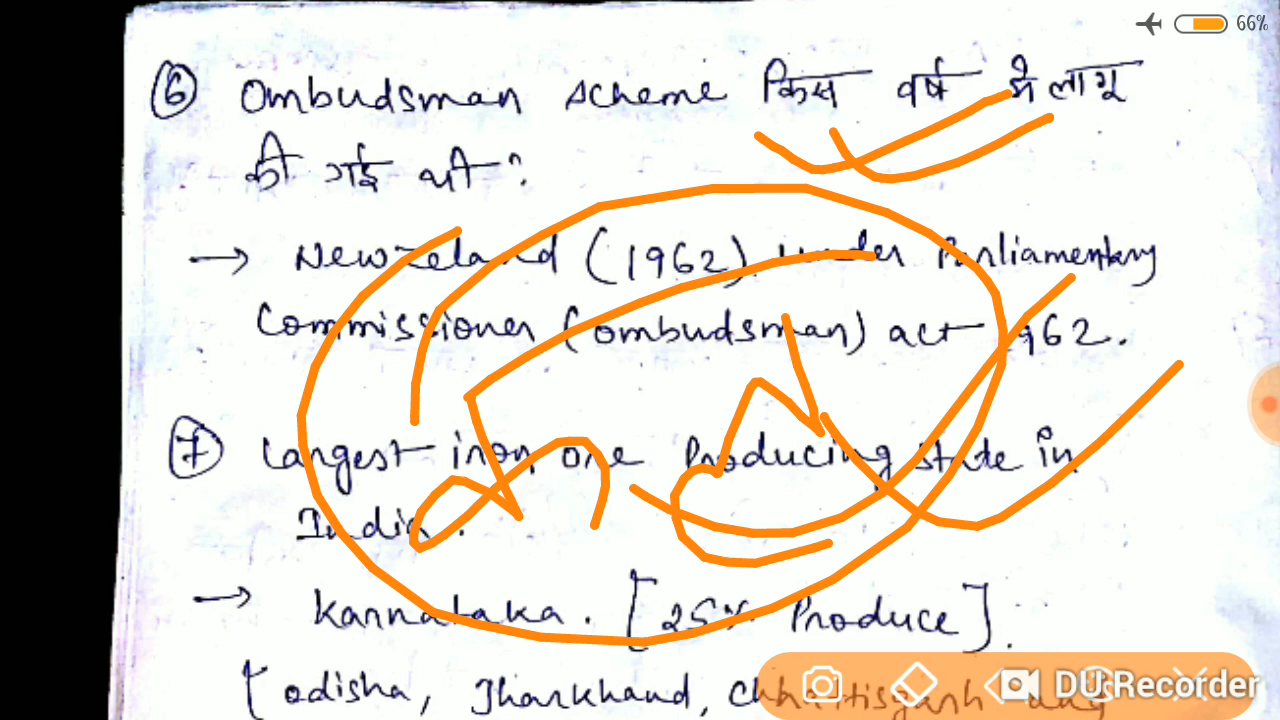 66%
⑥ Ombudsman scheme किस वर्ष मे लागू
की गई थी ?
→ Newzeland (1962) under Parliamentary
Commissioner (ombudsman) act 1962.
⑦ Largest iron ore Producing state in
India.
→ Karnataka. [25% Produce].
[odisha, Jharkhand, Chhattisgarh
DU Recorder